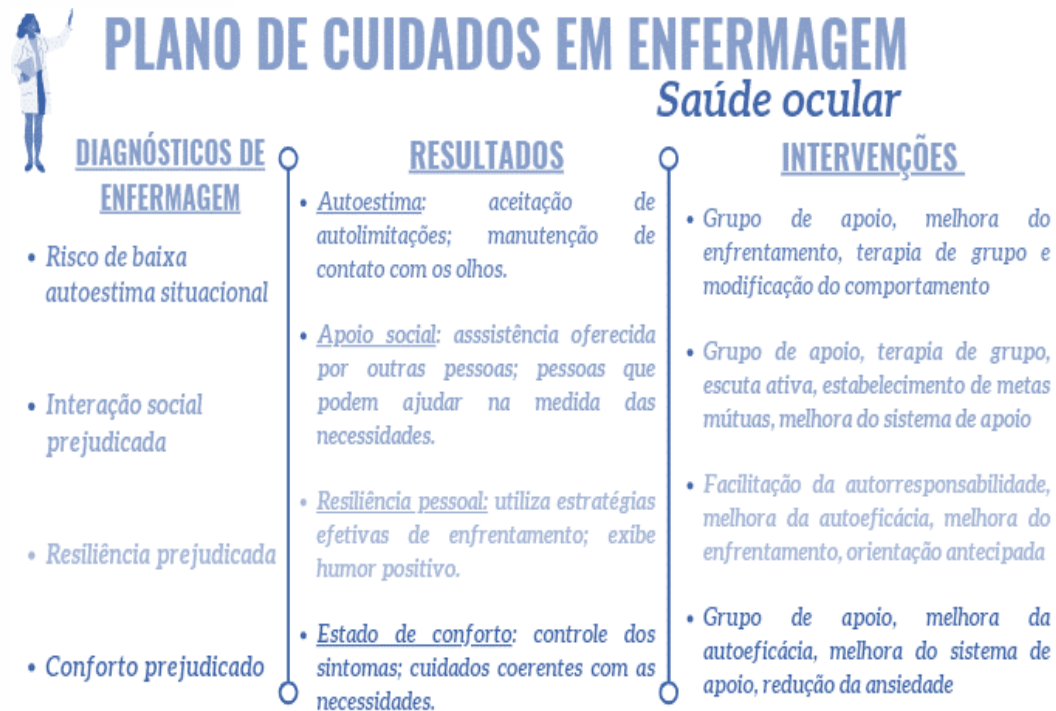 PLANO DE CUIDADOS EM ENFERMAGEM
Saúde ocular
DIAGNÓSTICOS DE
ENFERMAGEM
• Risco de baixa
autoestima situacional
• Interação social
prejudicada
• Resiliência prejudicada
• Conforto prejudicado
RESULTADOS
• Autoestima: aceitação de
autolimitações; manutenção de
contato com os olhos.
• Apoio social: asssistência oferecida
por outras pessoas; pessoas que
podem ajudar na medida das
necessidades.
• Resiliência pessoal: utiliza estratégias
efetivas de enfrentamento; exibe
humor positivo.
• Estado de conforto: controle dos
sintomas; cuidados coerentes com as
necessidades.
INTERVENÇÕES
• Grupo de apoio, melhora do
enfrentamento, terapia de grupo e
modificação do comportamento
• Grupo de apoio, terapia de grupo,
escuta ativa, estabelecimento de metas
mútuas, melhora do sistema de apoio
• Facilitação da autorresponsabilidade,
melhora da autoeficácia, melhora do
enfrentamento, orientação antecipada
• Grupo de apoio, melhora da
autoeficácia, melhora do sistema de
apoio, redução da ansiedade